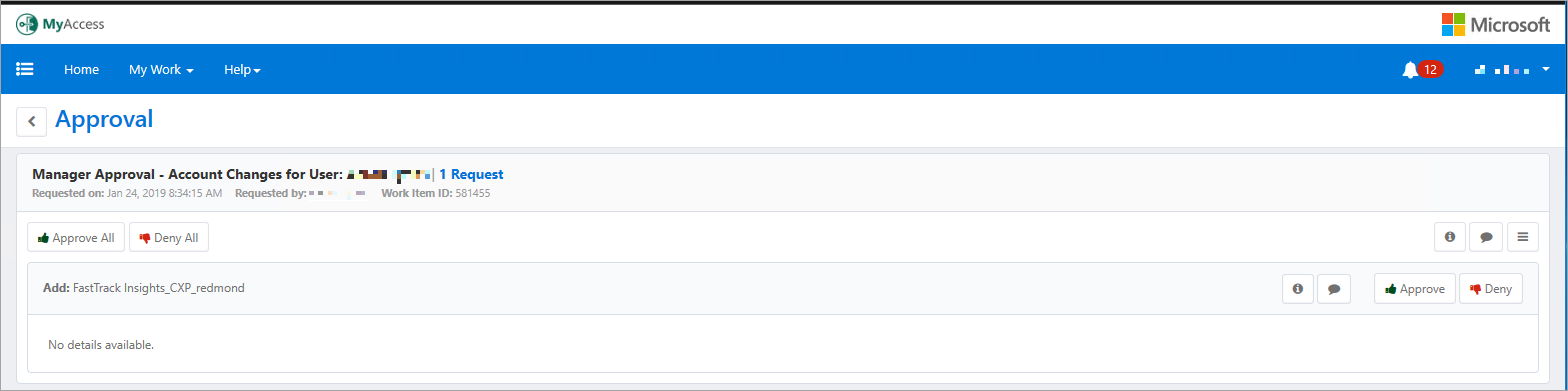 MyAccess Microsoft
Home My Work Help 12
Approval
Manager Approval - Account Changes for User: | 1 Request
Requested on: Jan 24, 2019 8:34:15 AM Requested by: Work Item ID: 581455
Approve All Deny All
Add: FastTrack Insights_CXP_redmond Approve Deny
No details available.